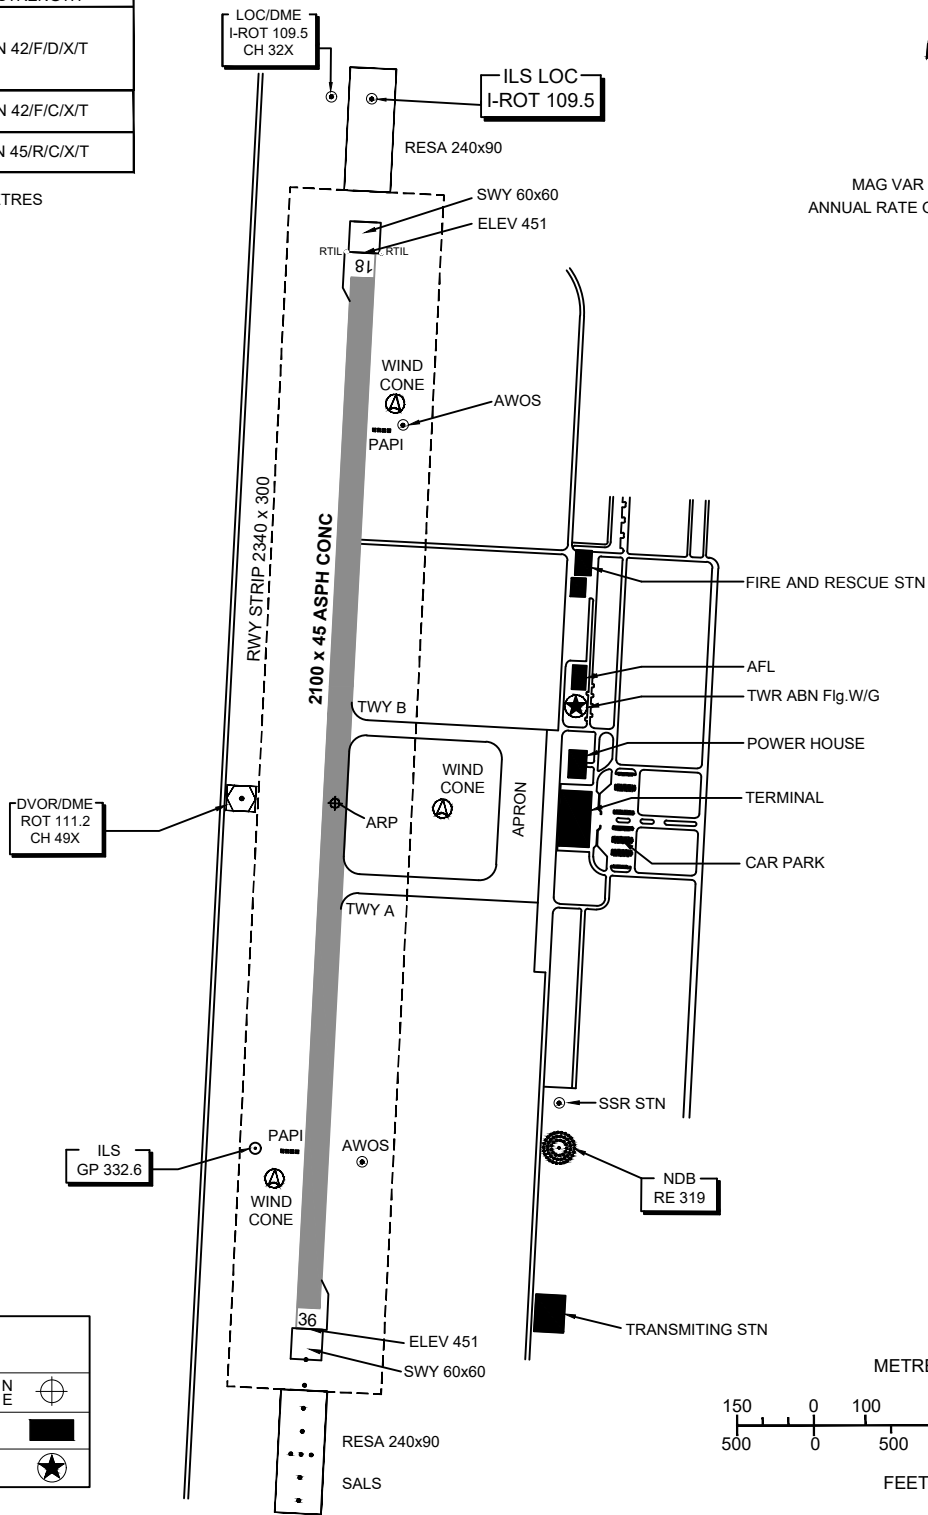 N 42/F/D/X/T
N 42/F/C/X/T
N 45/R/C/X/T
TRES
LOC/DME
I-ROT 109.5
CH 32X
ILS LOC
I-ROT 109.5
RESA 240x90
MAG VAR
ANNUAL RATE
SWY 60x60
ELEV 451
RTIL
RTIL
18
WIND
CONE
AWOS
PAPI
RWY STRIP 2340 x 300
2100 x 45 ASPH CONC
FIRE AND RESCUE STN
AFL
TWR ABN Flg.W/G
TWY B
POWER HOUSE
WIND
CONE
APRON
TERMINAL
DVOR/DME
ROT 111.2
CH 49X
ARP
CAR PARK
TWY A
SSR STN
PAPI
AWOS
ILS
GP 332.6
WIND
CONE
NDB
RE 319
36
ELEV 451
TRANSMITING STN
SWY 60x60
METRE
150 0 100
500 0 500
FEET
RESA 240x90
SALS
N
E